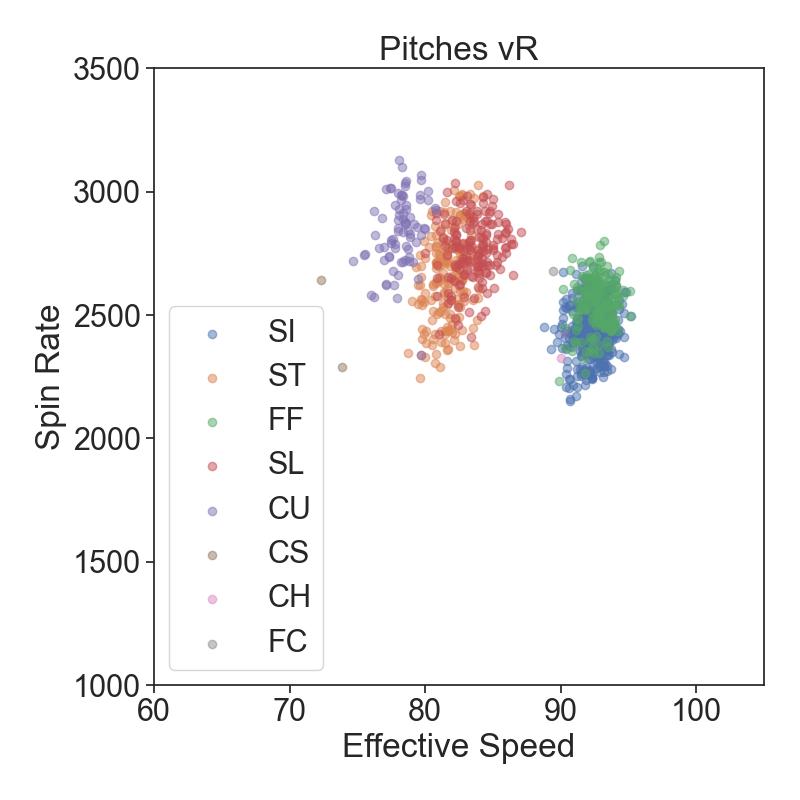 Pitches vR
3500
3000
2500
2000
1500
1000
Spin Rate
SI
ST
FF
SL
CU
CS
CH
FC
60 70 80 90 100
Effective Speed